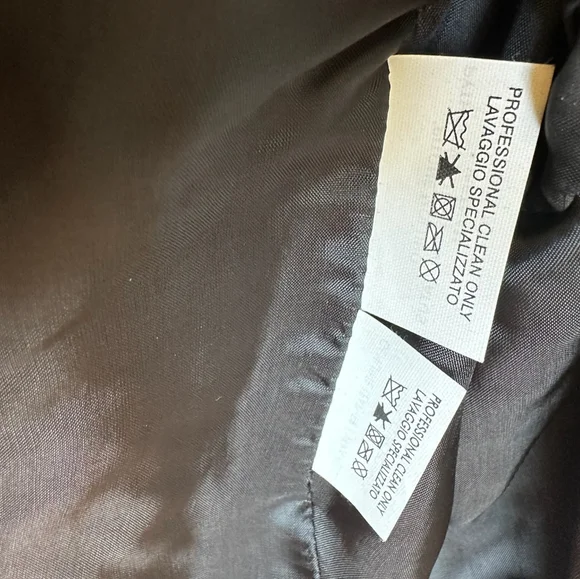 PROFESSIONAL CLEAN ONLY
LAVAGGIO SPECIALIZZATO
PROFESSIONAL CLEAN ONLY
LAVAGGIO SPECIALIZZATO